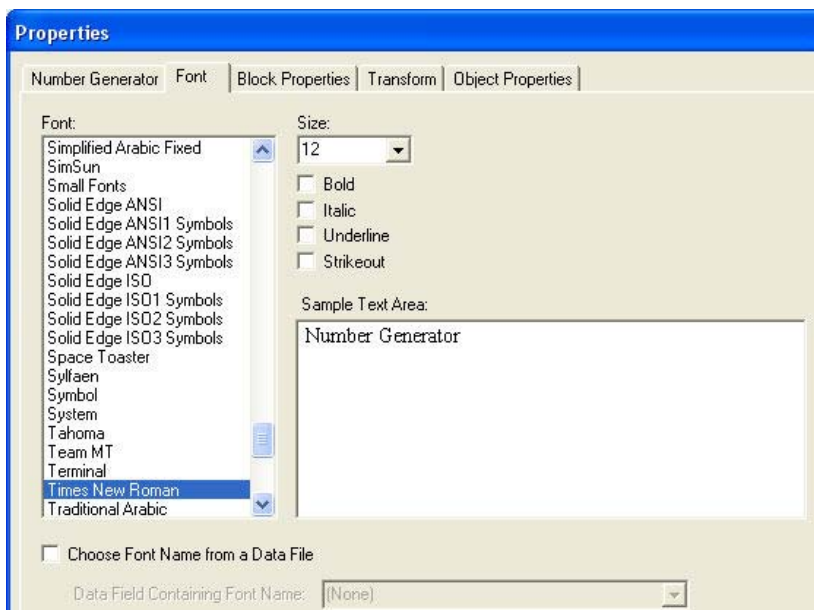 Properties
Number Generator Font Block Properties Transform Object Properties
Font:
Simplified Arabic Fixed
SimSun
Small Fonts
Solid Edge ANSI
Solid Edge ANSI1 Symbols
Solid Edge ANSI2 Symbols
Solid Edge ANSI3 Symbols
Solid Edge ISO
Solid Edge ISO1 Symbols
Solid Edge ISO2 Symbols
Solid Edge ISO3 Symbols
Space Toaster
Sylfaen
Symbol
System
Tahoma
Team MT
Terminal
Times New Roman
Traditional Arabic
Size:
12
Bold
Italic
Underline
Strikeout
Sample Text Area:
Number Generator
Choose Font Name from a Data File
Data Field Containing Font Name: (None)